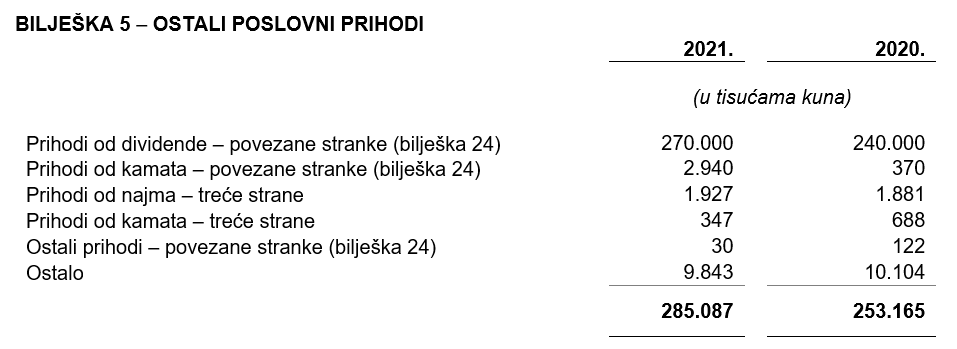 BILJEŠKA 5 – OSTALI POSLOVNI PRIHODI
2021. 2020.
(u tisućama kuna)
Prihodi od dividende – povezane stranke (bilješka 24) 270.000 240.000
Prihodi od kamata – povezane stranke (bilješka 24) 2.940 370
Prihodi od najma – treće strane 1.927 1.881
Prihodi od kamata – treće strane 347 688
Ostali prihodi – povezane stranke (bilješka 24) 30 122
Ostalo 9.843 10.104
285.087 253.165